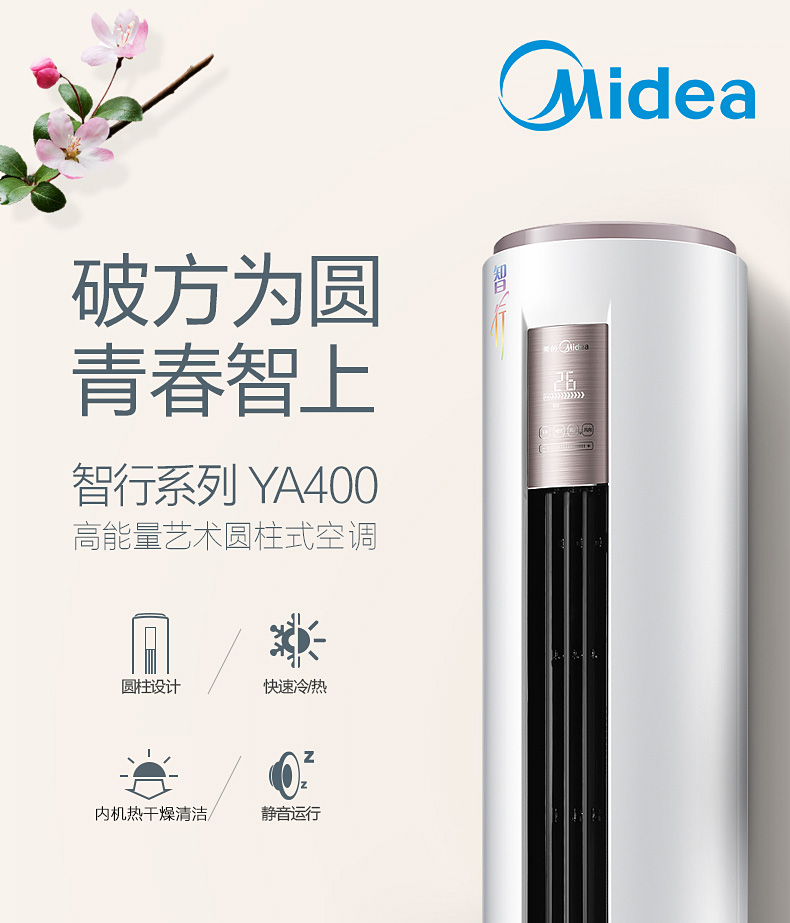 Midea
破方为圆
青春智上
智行系列 YA400
高能量艺术圆柱式空调
智行
美的 Midea
26
圆柱设计
快速冷/热
内机热干燥清洁
静音运行
Z
z